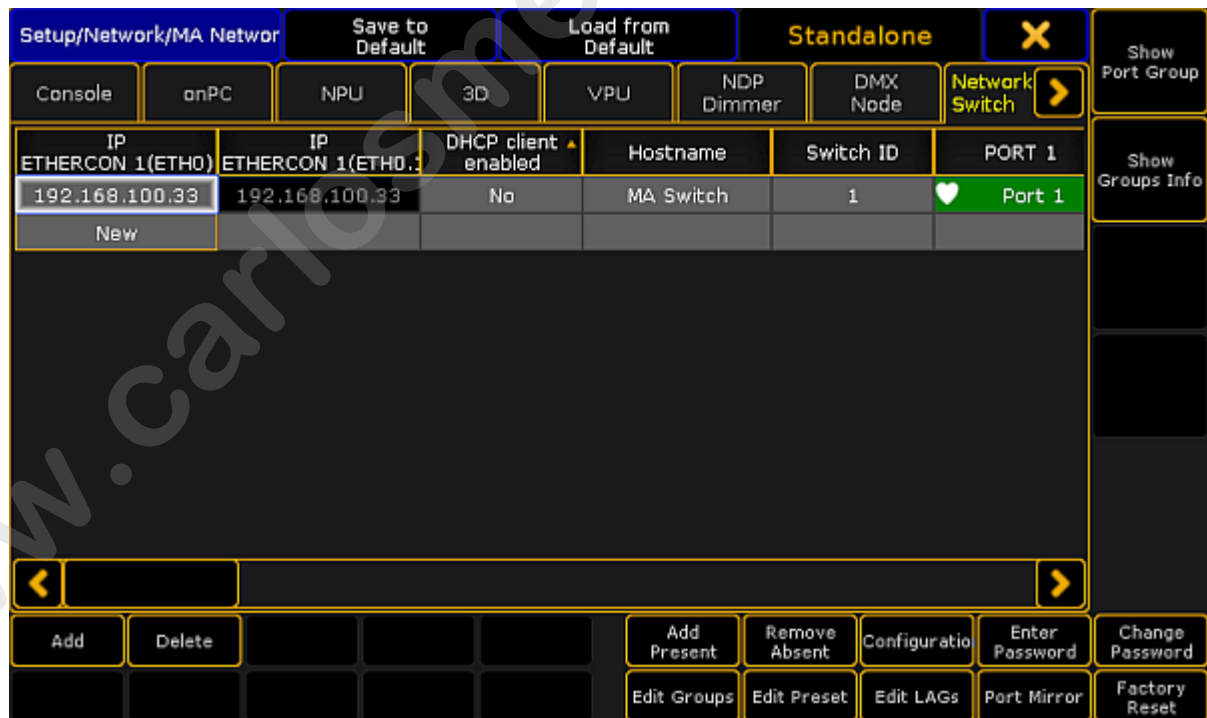 Setup/Network/MA Networ
Save to
Default
Load from
Default
Standalone
Show
Port Group
Console
onPC
NPU
3D
VPU
NDP
Dimmer
DMX
Node
Network
Switch
IP
ETHERCON 1(ETH0)
IP
ETHERCON 1(ETH0.1
DHCP client
enabled
Hostname
Switch ID
PORT 1
Show
Groups Info
192.168.100.33
192.168.100.33
No
MA Switch
1
Port 1
New
Add
Delete
Add
Present
Remove
Absent
Configuratio
Enter
Password
Change
Password
Edit Groups
Edit Preset
Edit LAGs
Port Mirror
Factory
Reset
w.carlosme